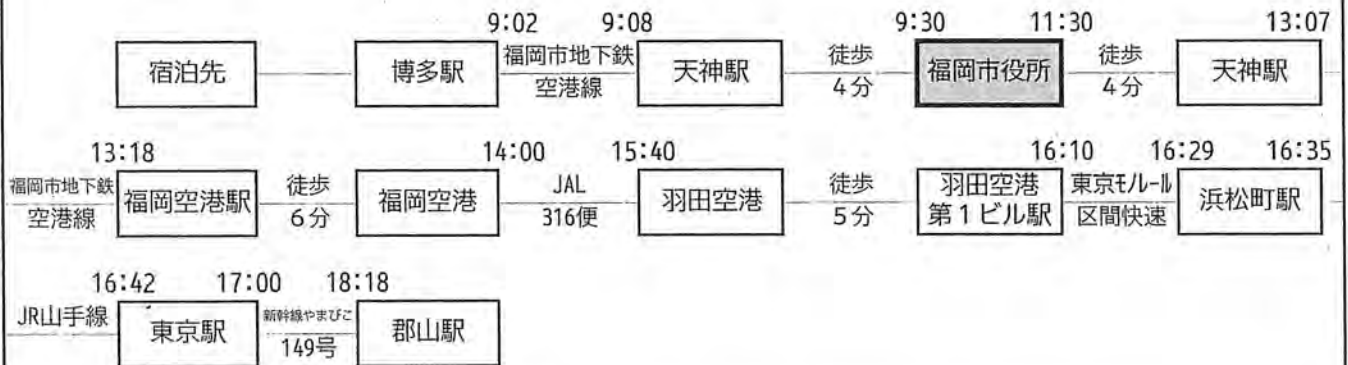 9:02 9:08 9:30 11:30 13:07
宿泊先 博多駅 福岡市地下鉄 空港線 天神駅 徒歩 4分 福岡市役所 徒歩 4分 天神駅
13:18 14:00 15:40 16:10 16:29 16:35
福岡市地下鉄 空港線 福岡空港駅 徒歩 6分 福岡空港 JAL 316便 羽田空港 徒歩 5分 羽田空港 第1ビル駅 東京モノレール 区間快速 浜松町駅
16:42 17:00 18:18
JR山手線 東京駅 新幹線やまびこ 149号 郡山駅